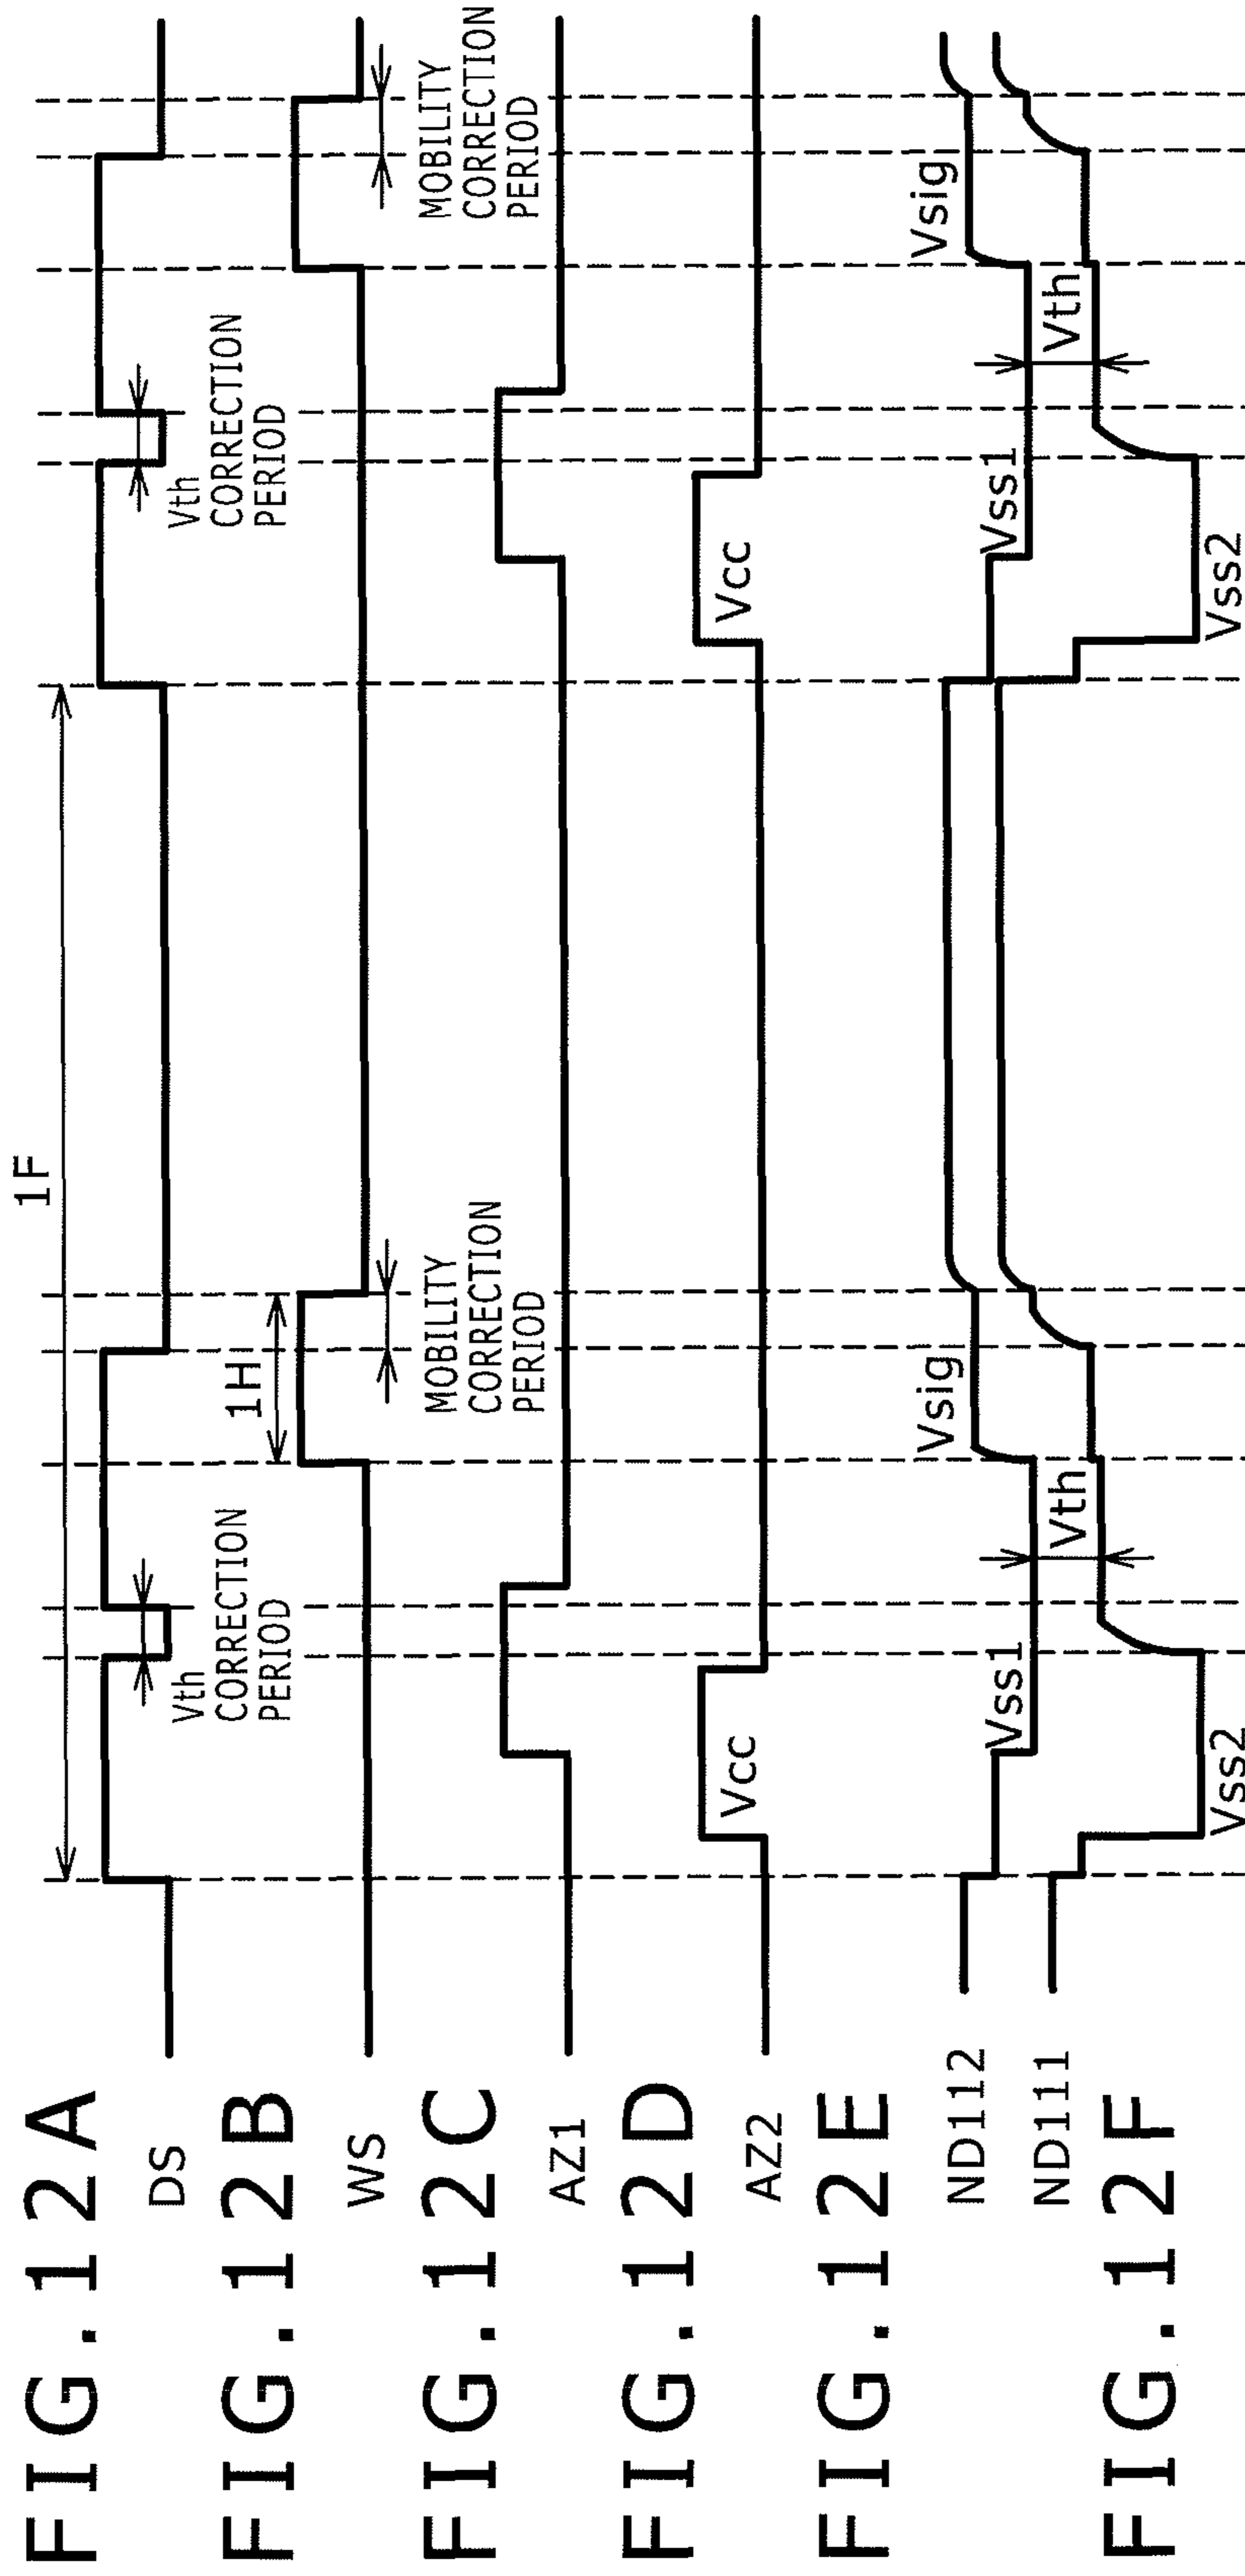 1F
FIG.12A
DS
Vth
CORRECTION
PERIOD
Vth
CORRECTION
PERIOD
FIG.12B
WS
1H
MOBILITY
CORRECTION
PERIOD
MOBILITY
CORRECTION
PERIOD
FIG.12C
AZ1
FIG.12D
AZ2
Vcc
Vcc
FIG.12E
ND112
Vss1
Vsig
Vss1
Vsig
ND111
Vth
Vth
FIG.12F
Vss2
Vss2